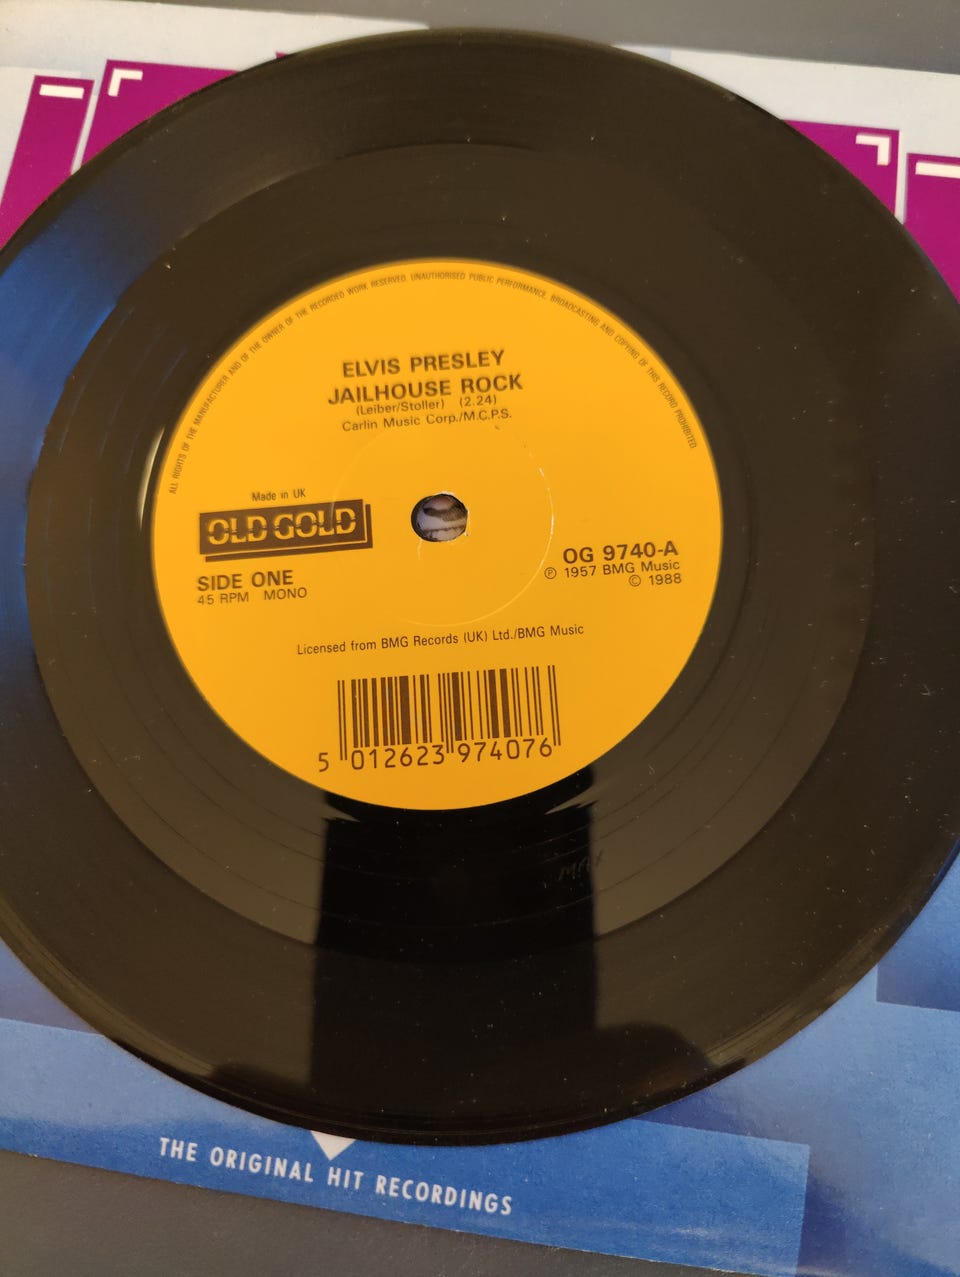 ALL RIGHTS OF THE MANUFACTURER AND OF THE OWNER OF THE RECORDED WORK RESERVED. UNAUTHORISED PUBLIC PERFORMANCE, BROADCASTING AND COPYING OF THIS RECORD PROHIBITED
ELVIS PRESLEY
JAILHOUSE ROCK
(Leiber/Stoller) (2.24)
Carlin Music Corp./M.C.P.S.
Made in UK
OLD GOLD
SIDE ONE
45 RPM MONO
OG 9740-A
℗ 1957 BMG Music
© 1988
Licensed from BMG Records (UK) Ltd./BMG Music
5 012623 974076
THE ORIGINAL HIT RECORDINGS